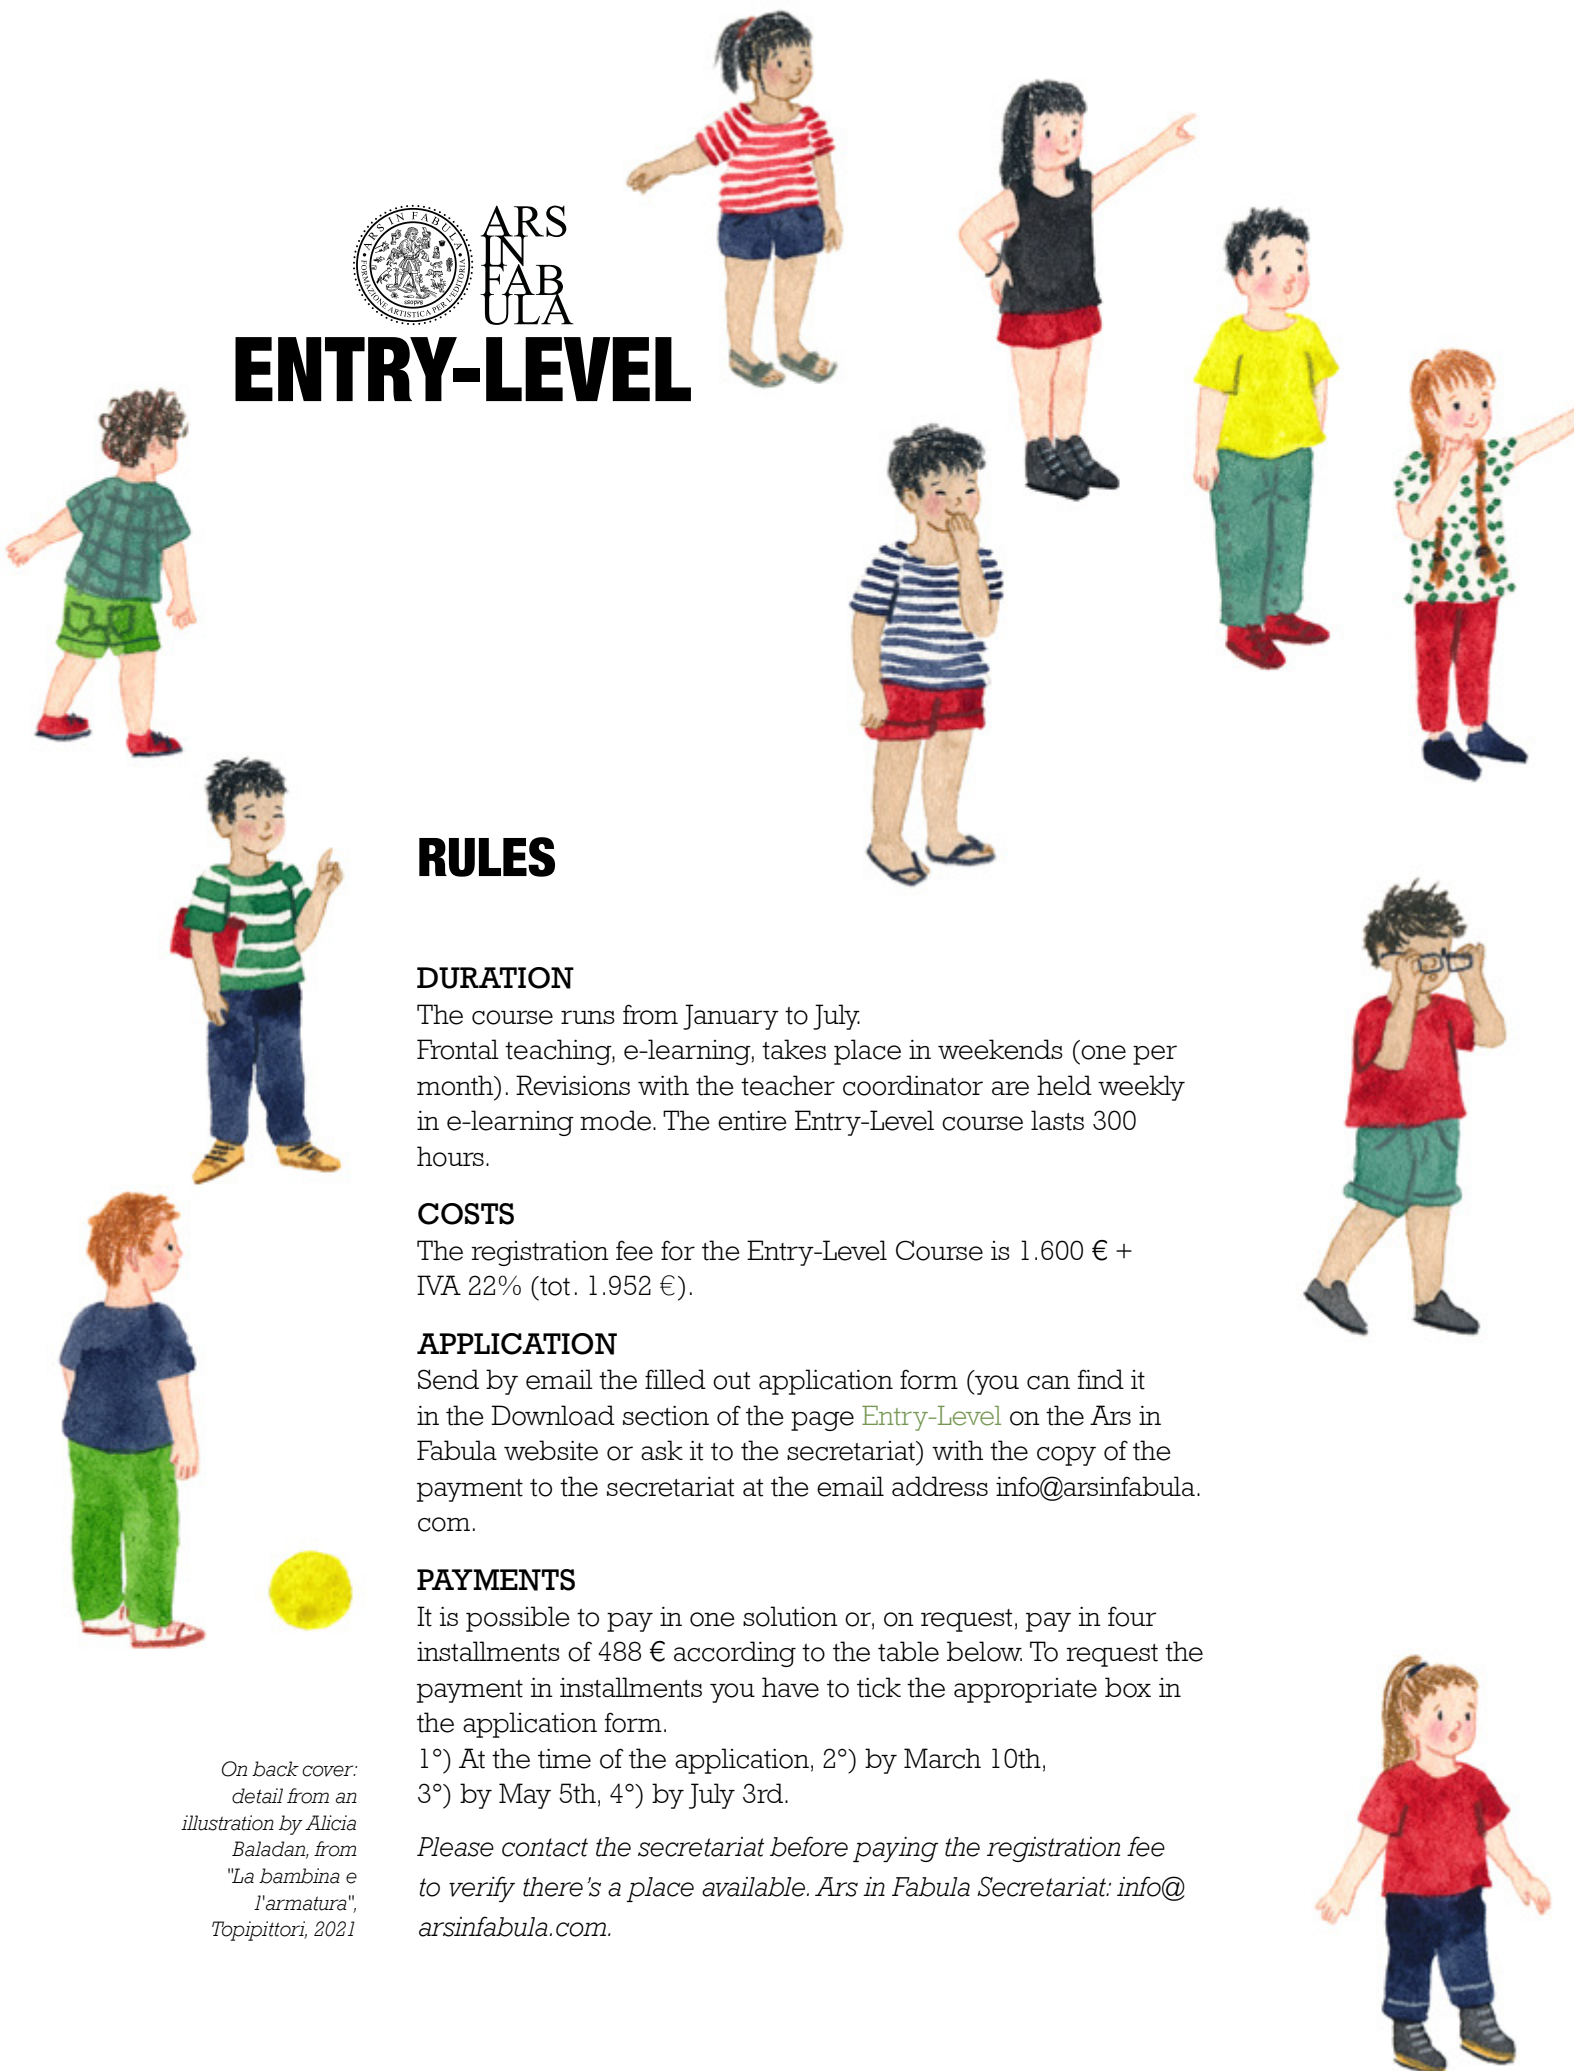 ARS IN FABULA
FORMAZIONE ARTISTICA PER L'EDITORIA
ARS
IN
FAB
ULA
ENTRY-LEVEL
RULES
DURATION
The course runs from January to July.
Frontal teaching, e-learning, takes place in weekends (one per
month). Revisions with the teacher coordinator are held weekly
in e-learning mode. The entire Entry-Level course lasts 300
hours.
COSTS
The registration fee for the Entry-Level Course is 1.600 € +
IVA 22% (tot. 1.952 €).
APPLICATION
Send by email the filled out application form (you can find it
in the Download section of the page Entry-Level on the Ars in
Fabula website or ask it to the secretariat) with the copy of the
payment to the secretariat at the email address info@arsinfabula.
com.
PAYMENTS
It is possible to pay in one solution or, on request, pay in four
installments of 488 € according to the table below. To request the
payment in installments you have to tick the appropriate box in
the application form.
1°) At the time of the application, 2°) by March 10th,
3°) by May 5th, 4°) by July 3rd.
Please contact the secretariat before paying the registration fee
to verify there's a place available. Ars in Fabula Secretariat: info@
arsinfabula.com.
On back cover:
detail from an
illustration by Alicia
Baladan, from
"La bambina e
l'armatura",
Topipittori, 2021